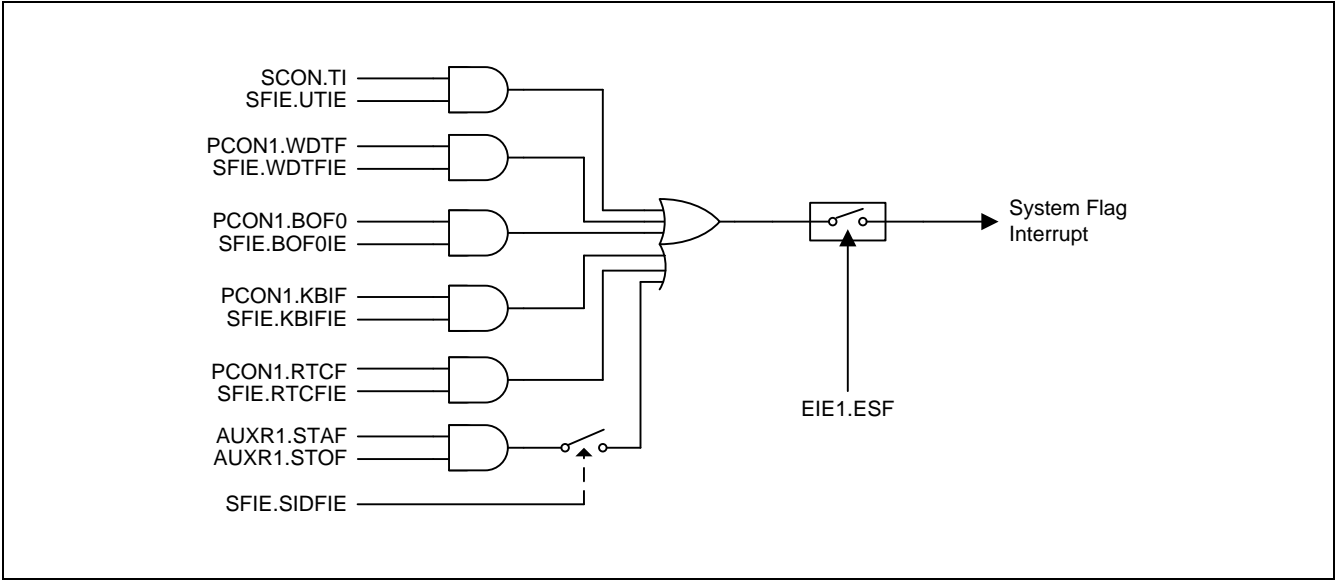 SCON.TI
SFIE.UTIE
PCON1.WDTF
SFIE.WDTFIE
PCON1.BOF0
SFIE.BOF0IE
PCON1.KBIF
SFIE.KBIFIE
PCON1.RTCF
SFIE.RTCFIE
AUXR1.STAF
AUXR1.STOF
SFIE.SIDFIE
System Flag
Interrupt
EIE1.ESF